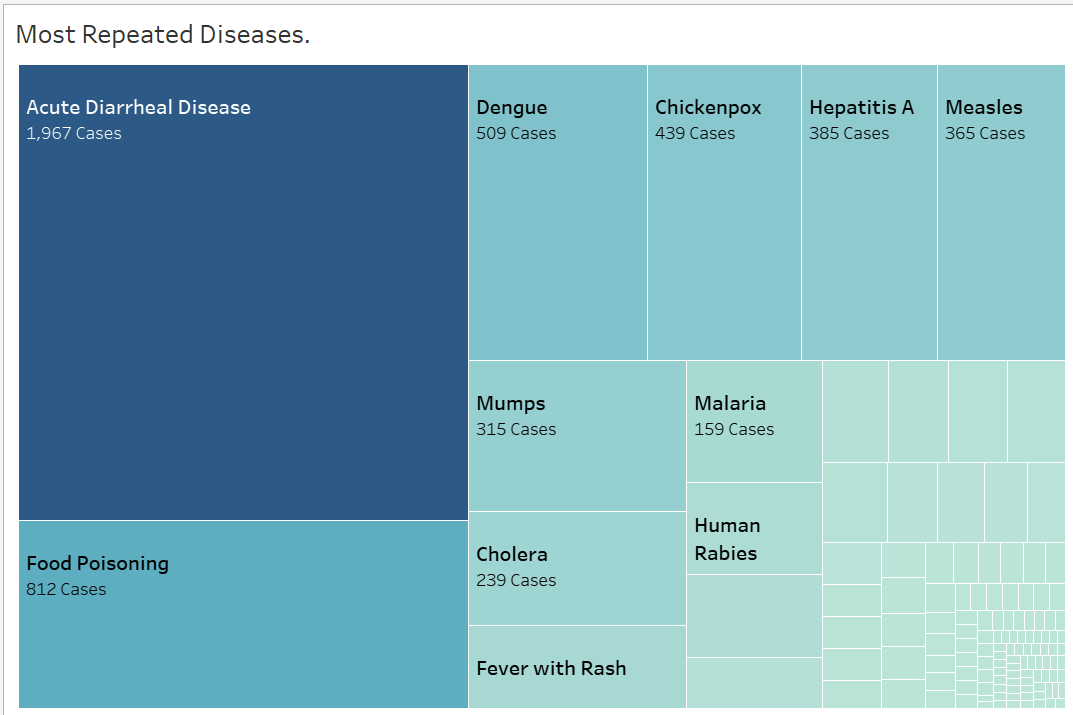 Most Repeated Diseases.
Acute Diarrheal Disease
1,967 Cases
Food Poisoning
812 Cases
Dengue
509 Cases
Chickenpox
439 Cases
Hepatitis A
385 Cases
Measles
365 Cases
Mumps
315 Cases
Cholera
239 Cases
Fever with Rash
Malaria
159 Cases
Human
Rabies